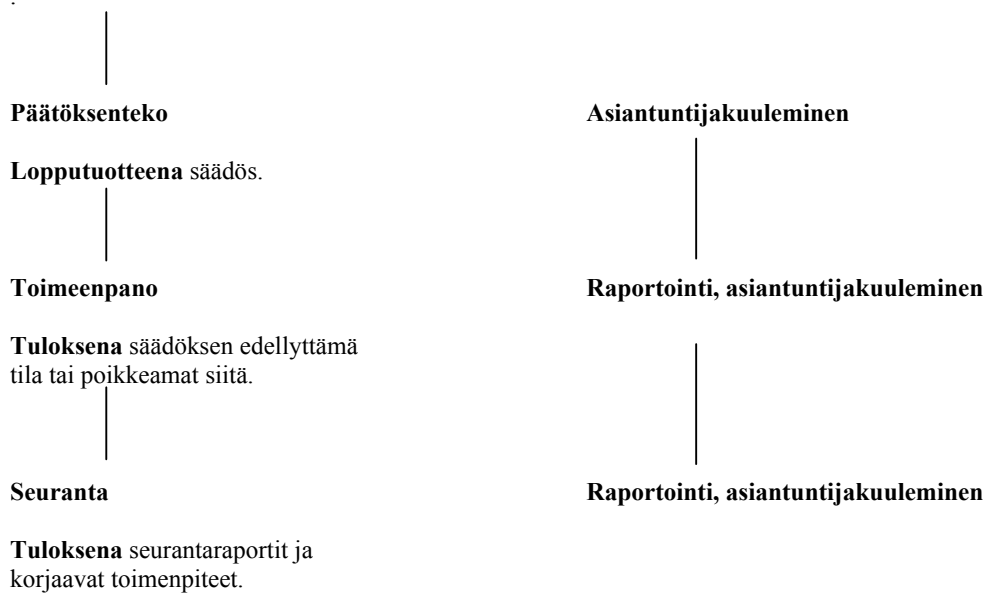 .
Päätöksenteko
Asiantuntijakuuleminen
Lopputuotteena säädös.
Toimeenpano
Raportointi, asiantuntijakuuleminen
Tuloksena säädöksen edellyttämä
tila tai poikkeamat siitä.
Seuranta
Raportointi, asiantuntijakuuleminen
Tuloksena seurantaraportit ja
korjaavat toimenpiteet.